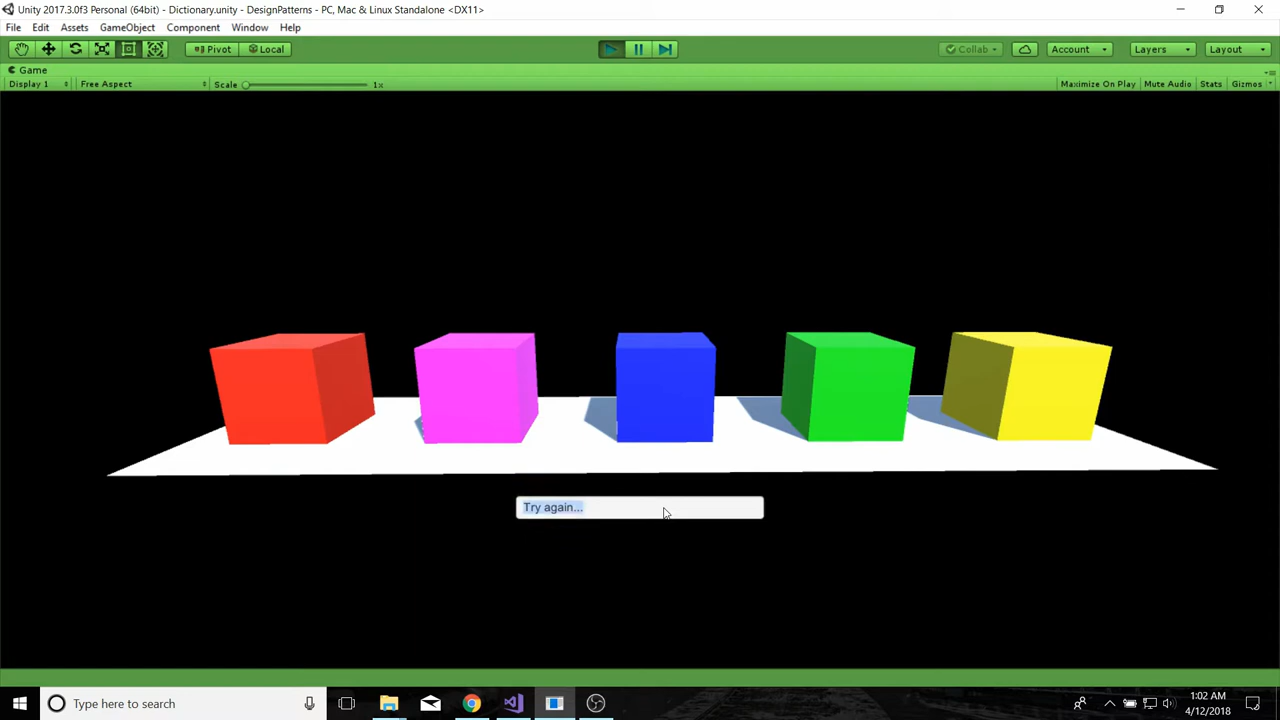 Unity 2017.3.0f3 Personal (64bit) - Dictionary.unity - DesignPatterns - PC, Mac & Linux Standalone <DX11>
File Edit Assets GameObject Component Window Help
Pivot Local Collab Account Layers Layout
Game
Display 1 Free Aspect Scale 1x Maximize On Play Mute Audio Stats Gizmos
Try again...
Type here to search
1:02 AM
4/12/2018